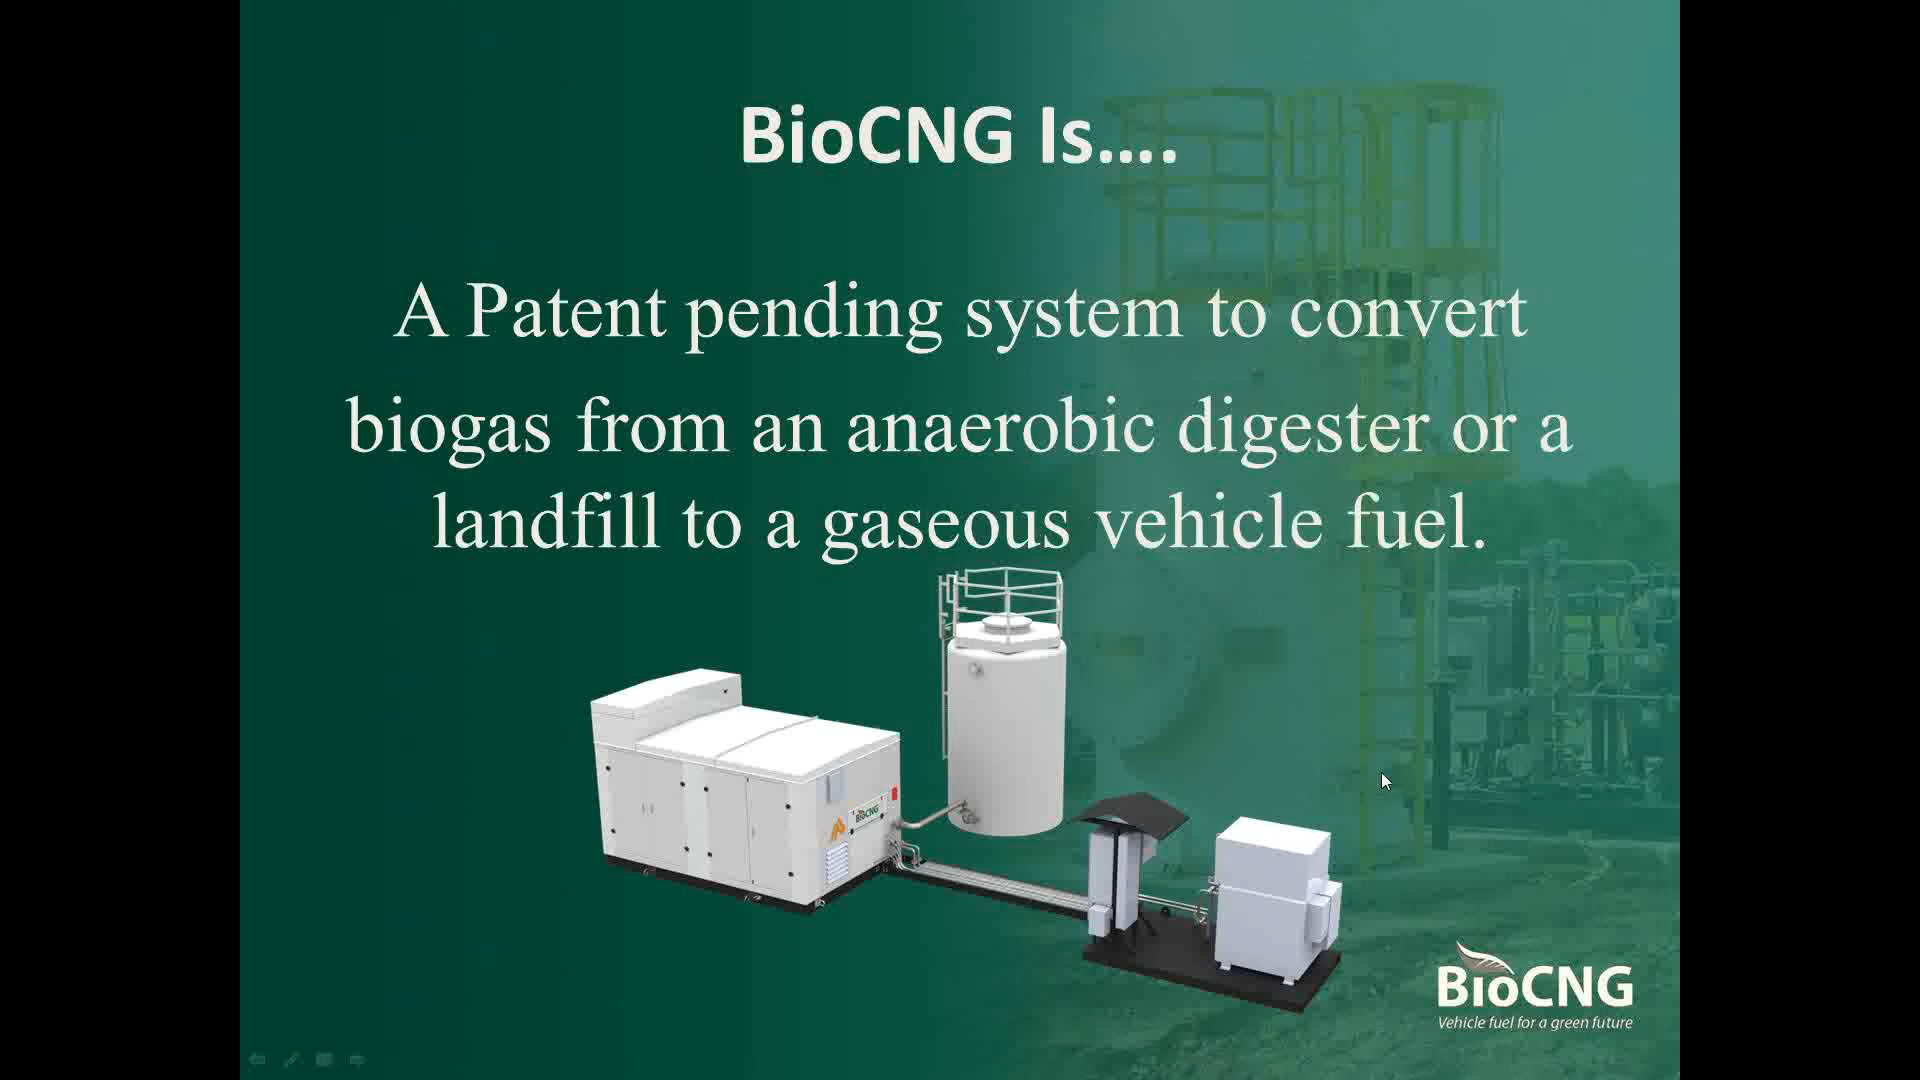 BioCNG Is....
A Patent pending system to convert
biogas from an anaerobic digester or a
landfill to a gaseous vehicle fuel.
BioCNG
BioCNG
Vehicle fuel for a green future